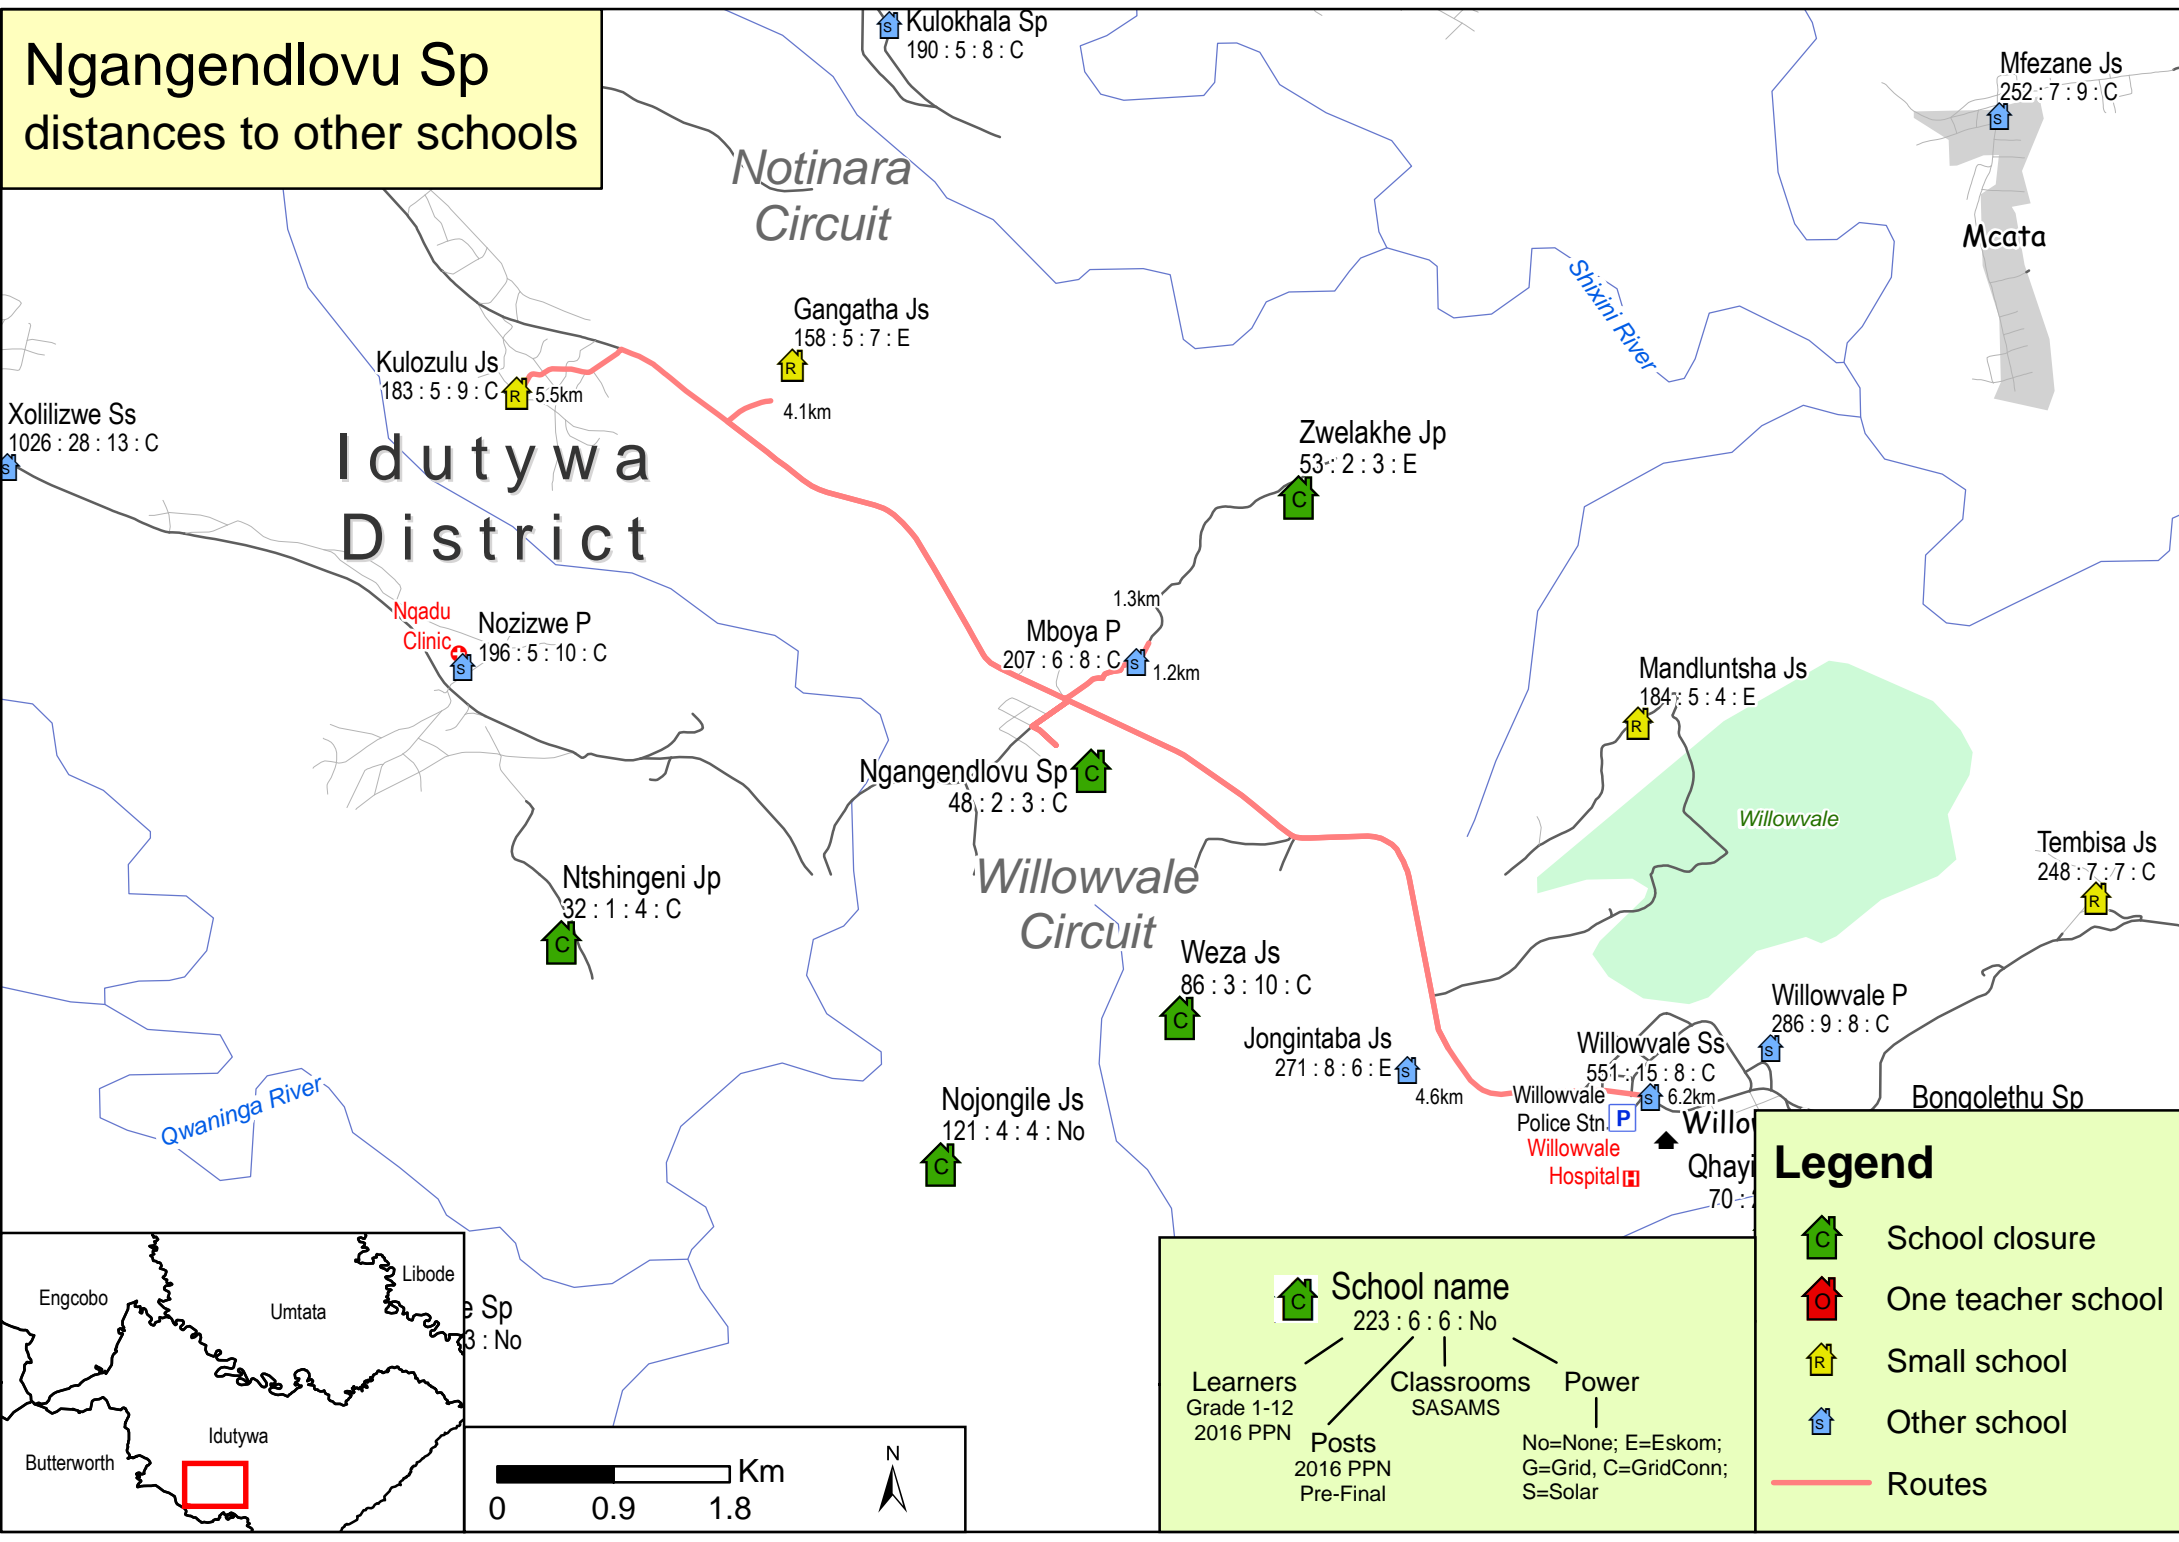 Ngangendlovu Sp
distances to other schools
Kulokhala Sp
190 : 5 : 8 : C
Mfezane Js
252 : 7 : 9 : C
Notinara
Circuit
Mcata
Shixini River
Gangatha Js
158 : 5 : 7 : E
Kulozulu Js
183 : 5 : 9 : C
5.5km
4.1km
Xolilizwe Ss
1026 : 28 : 13 : C
Idutywa
District
Zwelakhe Jp
53 : 2 : 3 : E
Nqadu
Clinic
Nozizwe P
196 : 5 : 10 : C
1.3km
Mboya P
207 : 6 : 8 : C
1.2km
Mandluntsha Js
184 : 5 : 4 : E
Ngangendlovu Sp
48 : 2 : 3 : C
Willowvale
Tembisa Js
248 : 7 : 7 : C
Ntshingeni Jp
32 : 1 : 4 : C
Willowvale
Circuit
Weza Js
86 : 3 : 10 : C
Willowvale P
286 : 9 : 8 : C
Jongintaba Js
271 : 8 : 6 : E
4.6km
Willowvale Ss
551 : 15 : 8 : C
6.2km
Willowvale
Police Stn
P
Willowvale
Hospital
H
Bongolethu Sp
Willo
Qhayi
70 :
Nojongile Js
121 : 4 : 4 : No
Qwaninga River
e Sp
3 : No
Engcobo
Libode
Umtata
Idutywa
Butterworth
Km
0 0.9 1.8
N
C School name
223 : 6 : 6 : No
Learners
Grade 1-12
2016 PPN
Posts
2016 PPN
Pre-Final
Classrooms
SASAMS
Power
No=None; E=Eskom;
G=Grid, C=GridConn;
S=Solar
Legend
C School closure
O One teacher school
R Small school
S Other school
Routes